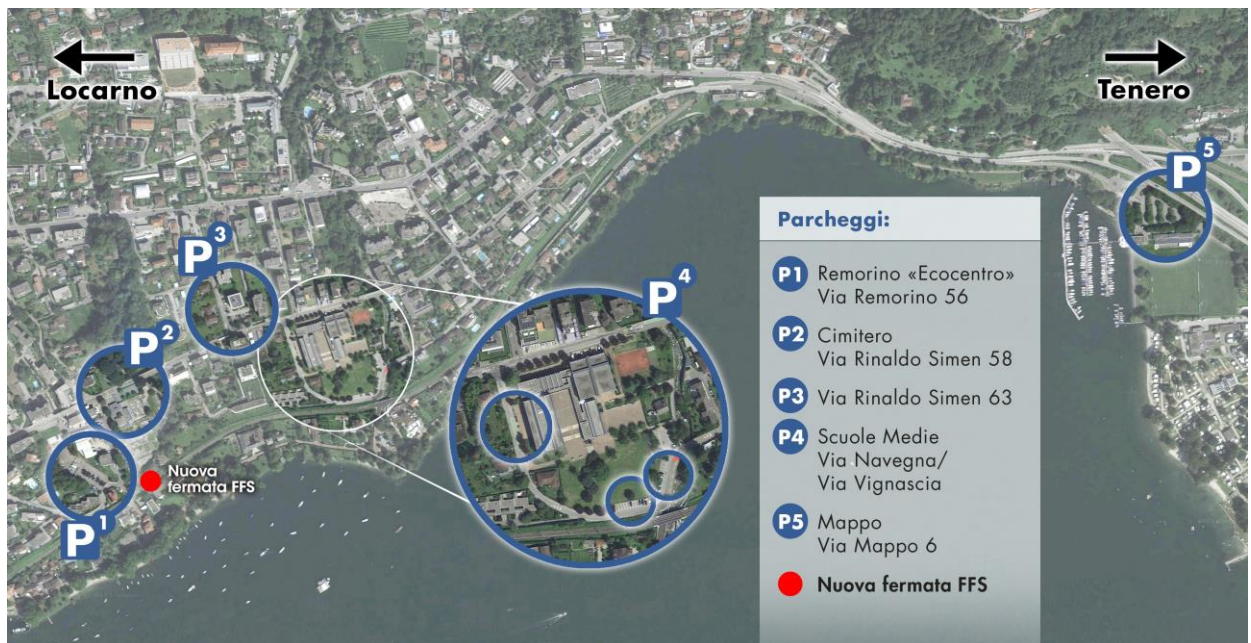 Locarno
Tenero
P5
P3
P4
P2
Nuova
fermata FFS
P1
Parcheggi:
P1 Remorino «Ecocentro»
Via Remorino 56
P2 Cimitero
Via Rinaldo Simen 58
P3 Via Rinaldo Simen 63
P4 Scuole Medie
Via Navegna/
Via Vignascia
P5 Mappo
Via Mappo 6
Nuova fermata FFS